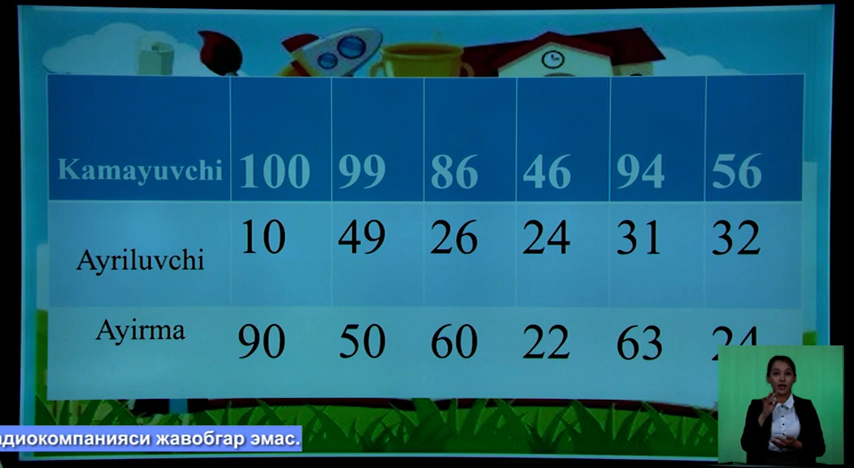 Kamayuvchi 100 99 86 46 94 56
Ayriluvchi 10 49 26 24 31 32
Ayirma 90 50 60 22 63 24
жавобгар эмас.